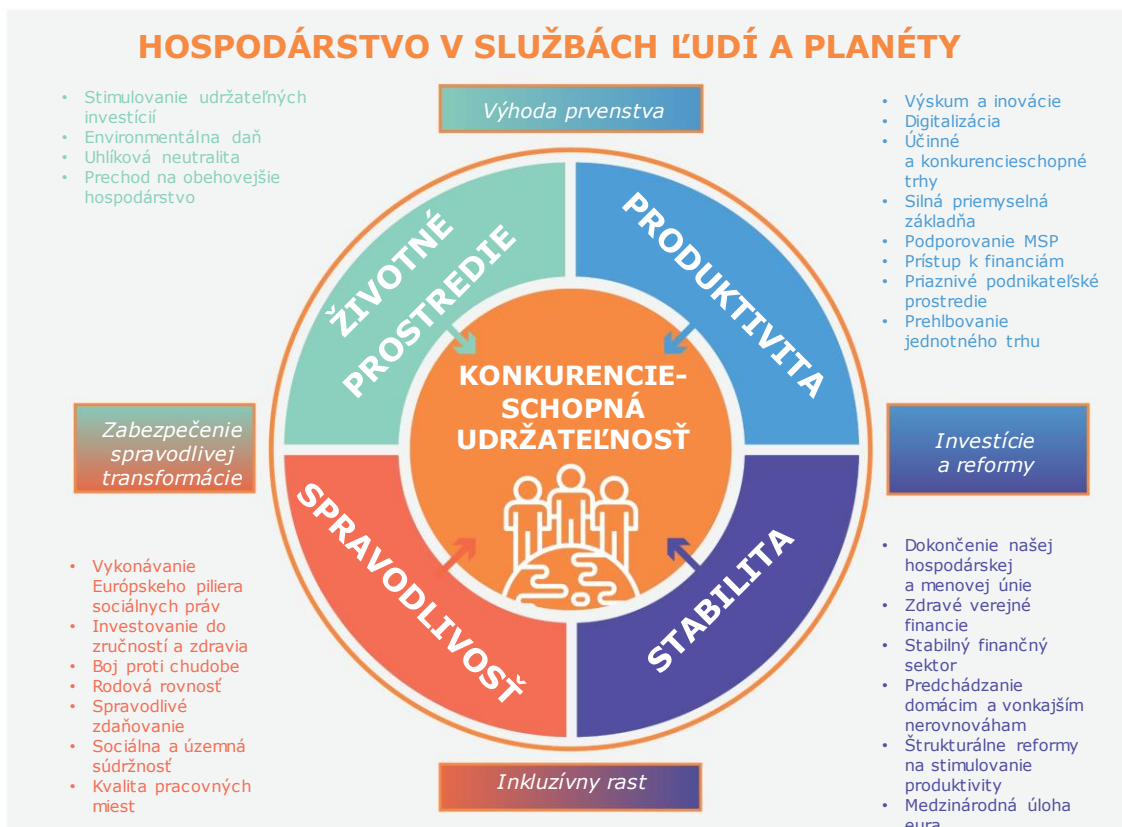 HOSPODÁRSTVO V SLUŽBÁCH ĽUDÍ A PLANÉTY
• Stimulovanie udržateľných
investícií
• Environmentálna daň
• Uhlíková neutralita
• Prechod na obehovejšie
hospodárstvo
Výhoda prvenstva
• Výskum a inovácie
• Digitalizácia
• Účinné
a konkurencieschopné
trhy
• Silná priemyselná
základňa
• Podporovanie MSP
• Prístup k financiám
• Priaznivé podnikateľské
prostredie
• Prehlbovanie
jednotného trhu
ŽIVOTNÉ
PROSTREDIE
PRODUKTIVITA
KONKURENCIE-
SCHOPNÁ
UDRŽATEĽNOSŤ
Zabezpečenie
spravodlivej
transformácie
Investície
a reformy
SPRAVODLIVOSŤ
STABILITA
• Vykonávanie
Európskeho piliera
sociálnych práv
• Investovanie do
zručností a zdravia
• Boj proti chudobe
• Rodová rovnosť
• Spravodlivé
zdaňovanie
• Sociálna a územná
súdržnosť
• Kvalita pracovných
miest
Inkluzívny rast
• Dokončenie našej
hospodárskej
a menovej únie
• Zdravé verejné
financie
• Stabilný finančný
sektor
• Predchádzanie
domácim a vonkajším
nerovnováham
• Štrukturálne reformy
na stimulovanie
produktivity
• Medzinárodná úloha
eura